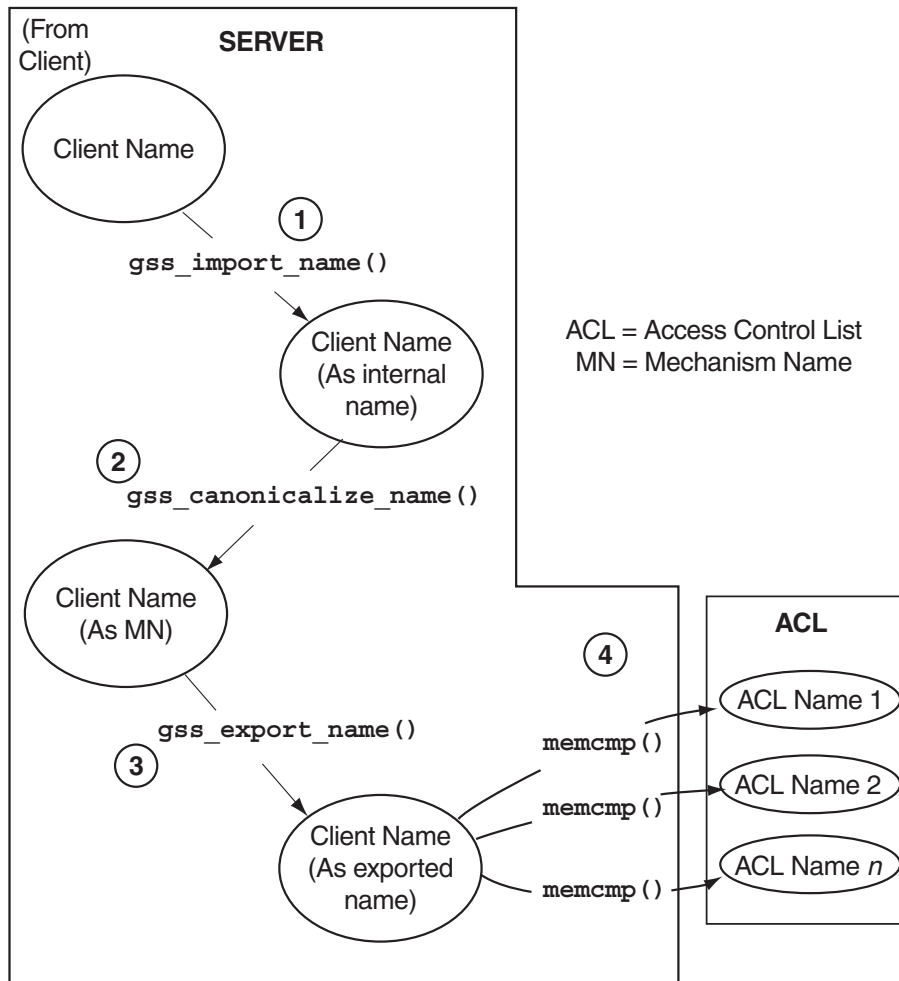 (From
Client)
SERVER
Client Name
1
gss_import_name()
Client Name
(As internal
name)
ACL = Access Control List
MN = Mechanism Name
2
gss_canonicalize_name()
Client Name
(As MN)
4
ACL
ACL Name 1
gss_export_name()
3
memcmp()
ACL Name 2
memcmp()
Client Name
(As exported
name)
memcmp()
ACL Name n